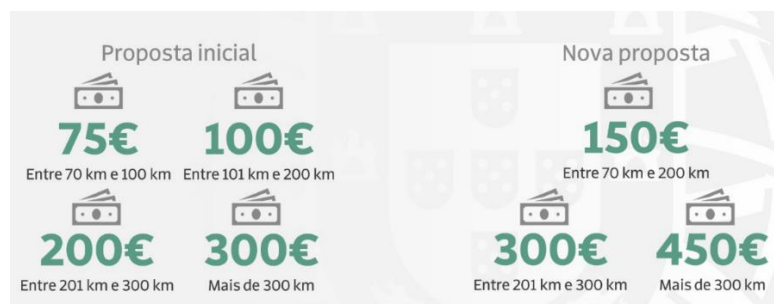 Proposta inicial
75€
Entre 70 km e 100 km
100€
Entre 101 km e 200 km
200€
Entre 201 km e 300 km
300€
Mais de 300 km
Nova proposta
150€
Entre 70 km e 200 km
300€
Entre 201 km e 300 km
450€
Mais de 300 km